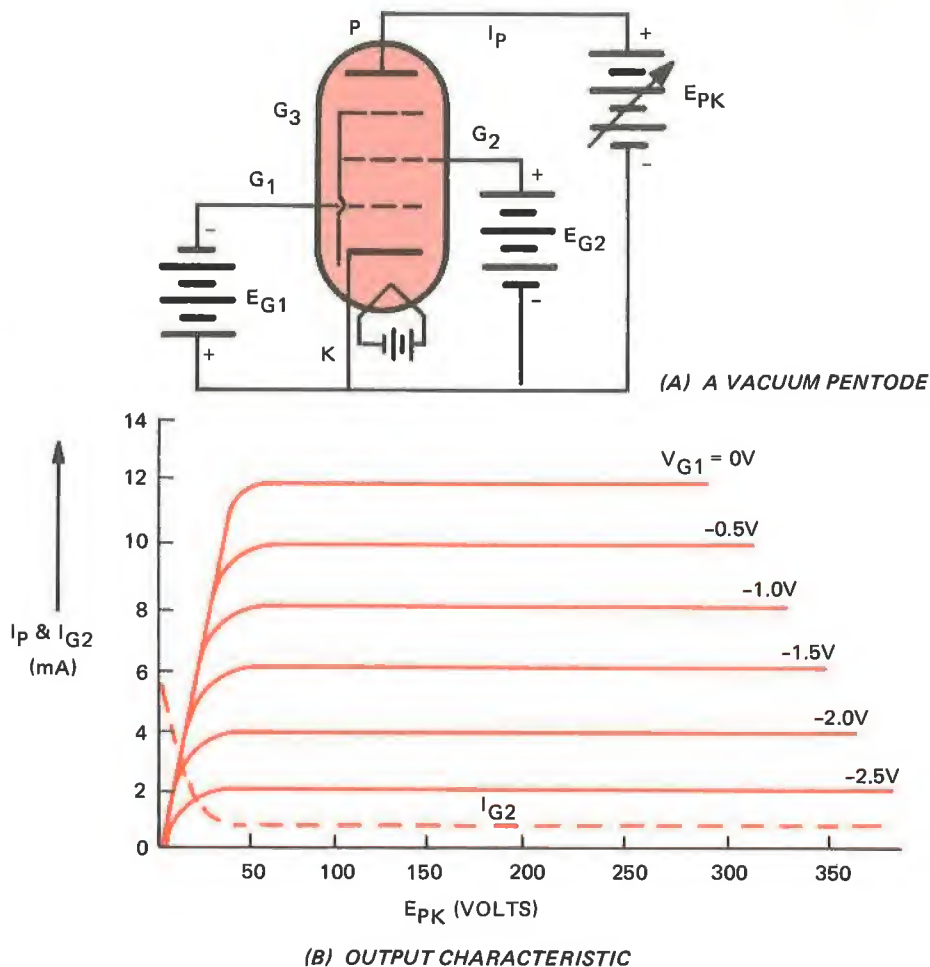 P
IP
+
EPK
-
G3
G2
+
G1
-
EG2
EG1
-
+
K
(A) A VACUUM PENTODE
14
12
10
8
6
4
2
0
IP & IG2
(mA)
VG1 = 0V
-0.5V
-1.0V
-1.5V
-2.0V
-2.5V
IG2
50 100 150 200 250 300 350
EPK (VOLTS)
(B) OUTPUT CHARACTERISTIC